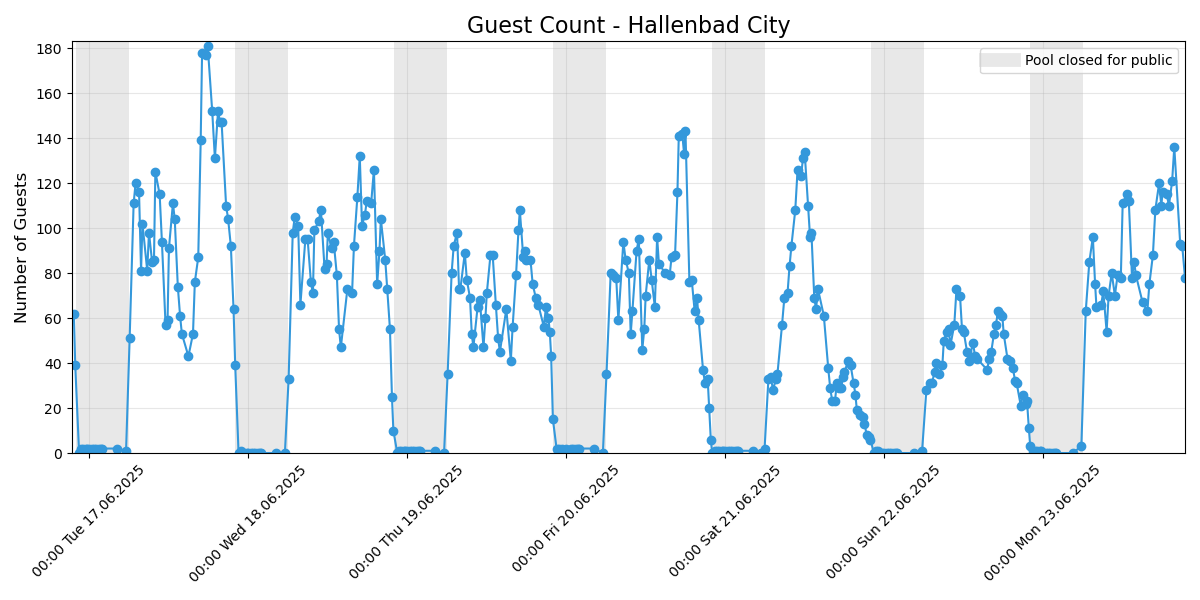 Guest Count - Hallenbad City
Pool closed for public
Number of Guests
180
160
140
120
100
80
60
40
20
0
00:00 Tue 17.06.2025
00:00 Wed 18.06.2025
00:00 Thu 19.06.2025
00:00 Fri 20.06.2025
00:00 Sat 21.06.2025
00:00 Sun 22.06.2025
00:00 Mon 23.06.2025